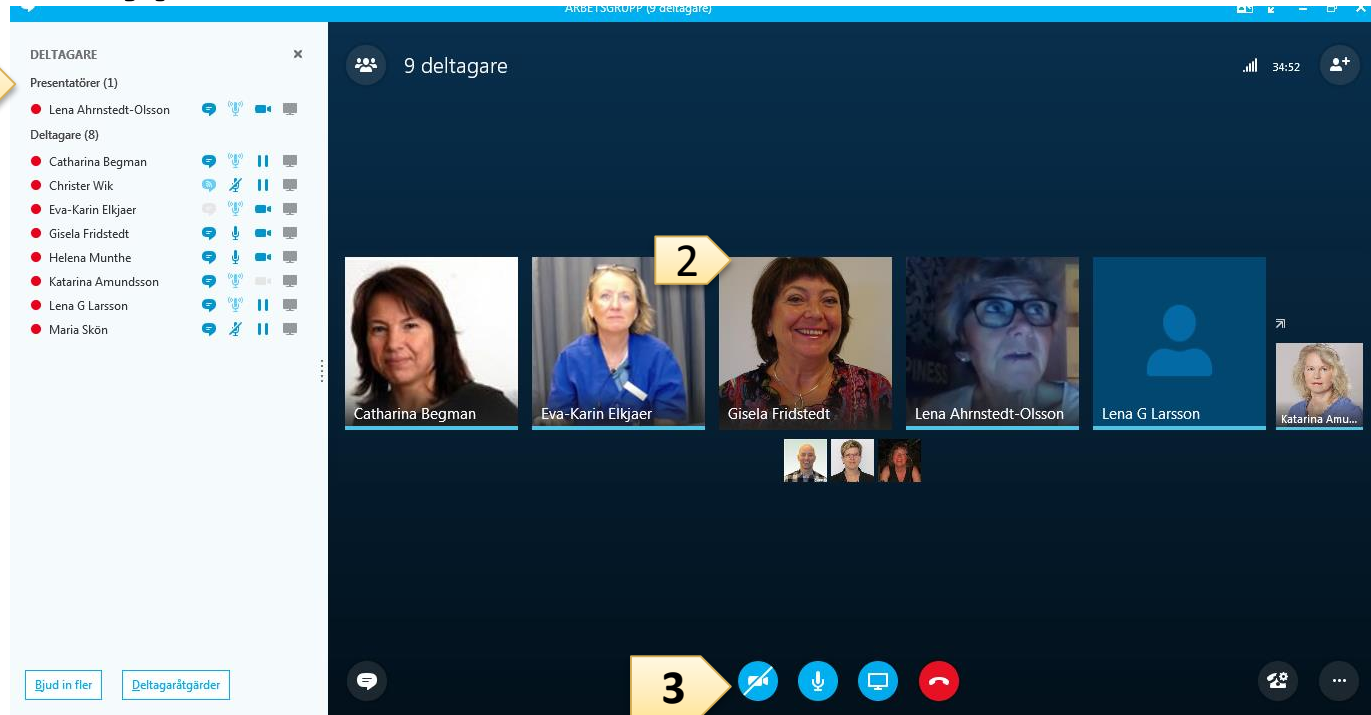 ARBETSGRUPP (9 deltagare)
DELTAGARE
Presentatörer (1)
Lena Ahrnstedt-Olsson
Deltagare (8)
Catharina Begman
Christer Wik
Eva-Karin Elkjaer
Gisela Fridstedt
Helena Munthe
Katarina Amundsson
Lena G Larsson
Maria Skön
Bjud in fler
Deltagaråtgärder
9 deltagare
34:52
2
Catharina Begman
Eva-Karin Elkjaer
Gisela Fridstedt
Lena Ahrnstedt-Olsson
Lena G Larsson
Katarina Amu...
3